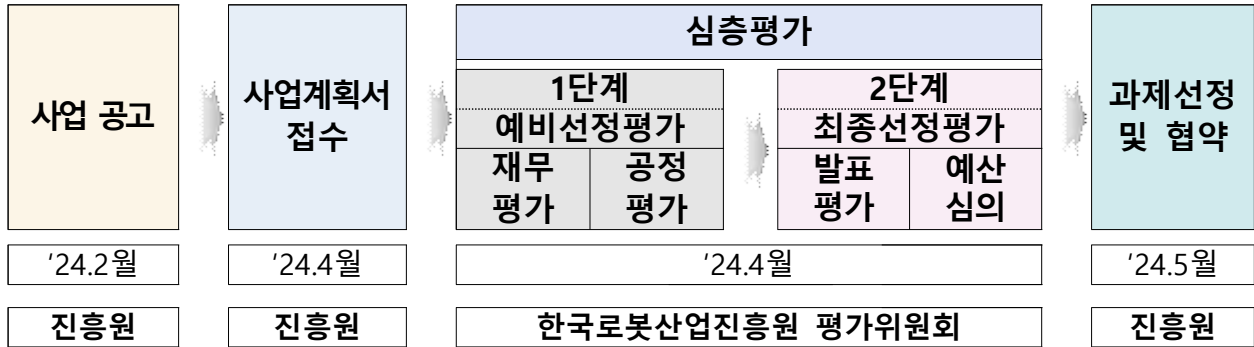 사업 공고
사업계획서
접수
심층평가
1단계
예비선정평가
재무
평가
공정
평가
2단계
최종선정평가
발표
평가
예산
심의
과제선정
및 협약
'24.2월
'24.4월
'24.4월
'24.5월
진흥원
진흥원
한국로봇산업진흥원 평가위원회
진흥원